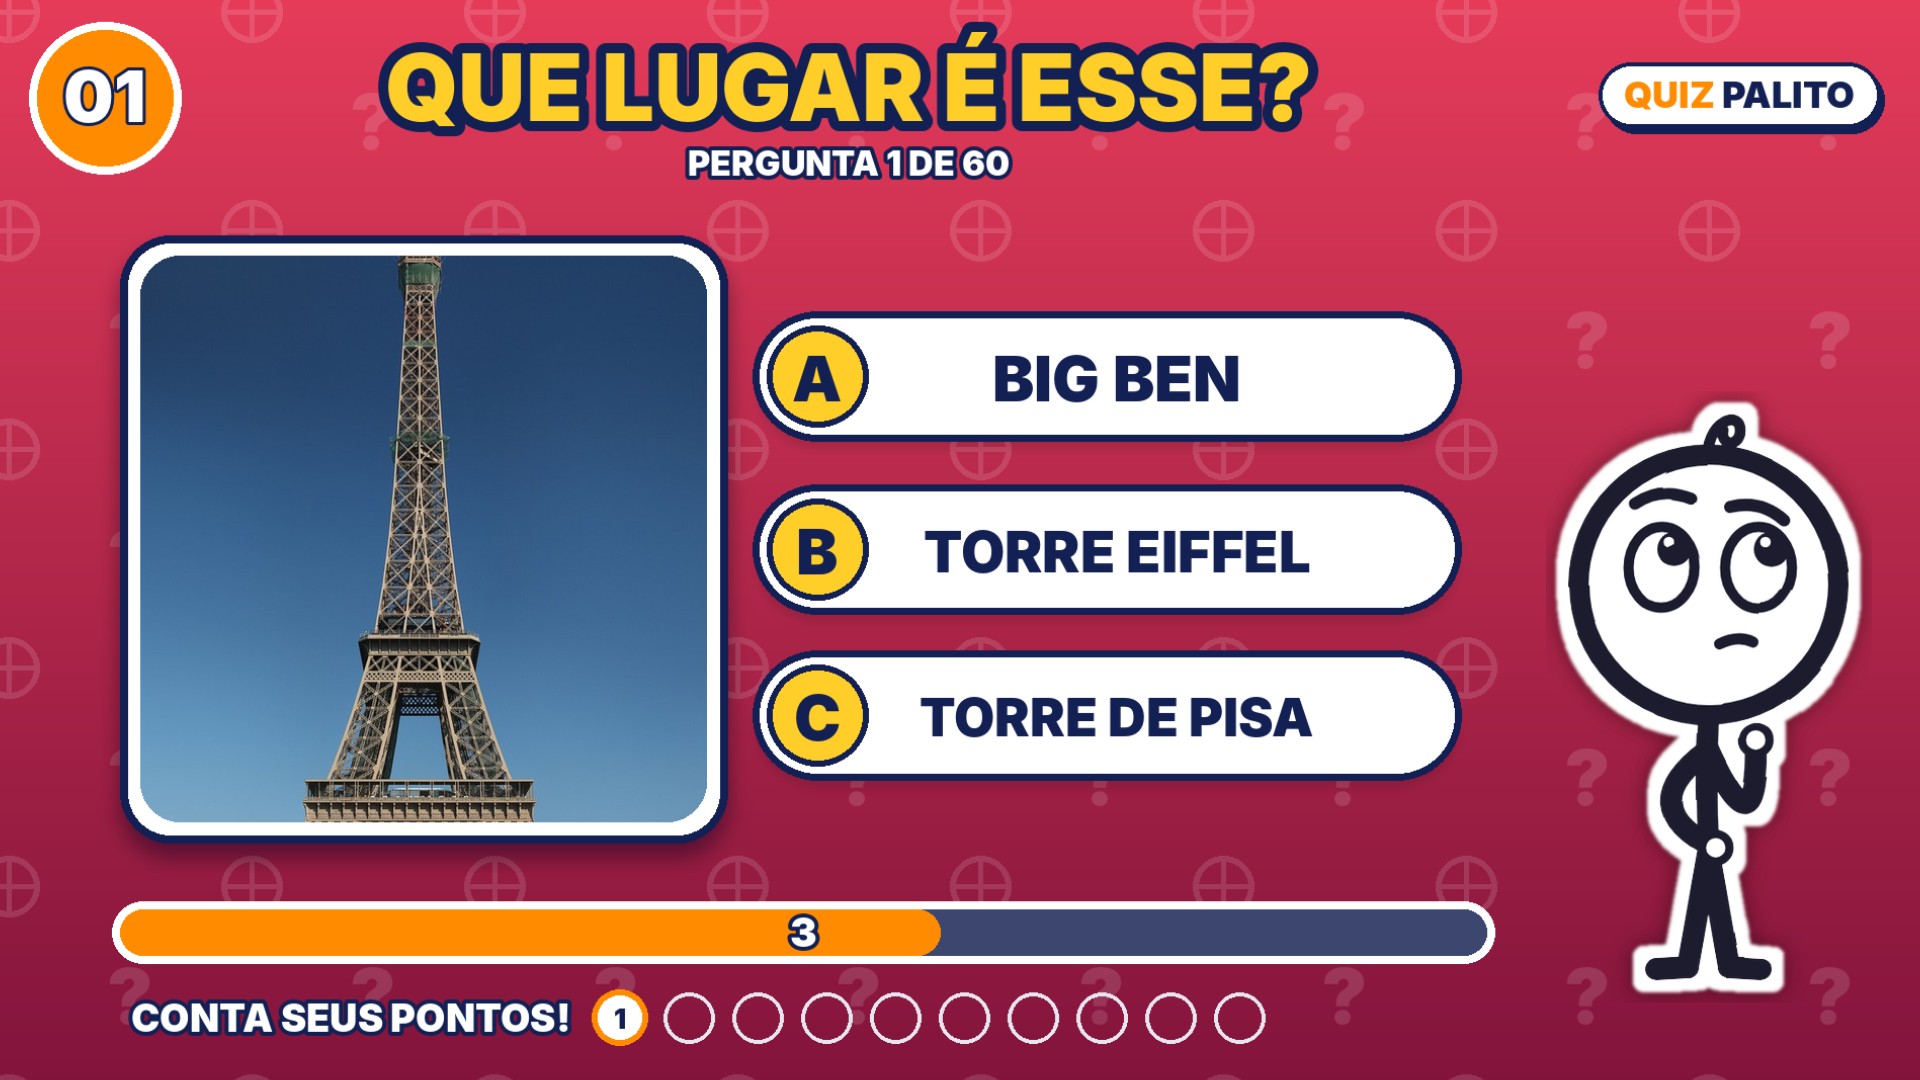 01
QUE LUGAR É ESSE?
PERGUNTA 1 DE 60
QUIZ PALITO
A BIG BEN
B TORRE EIFFEL
C TORRE DE PISA
3
CONTA SEUS PONTOS! 1